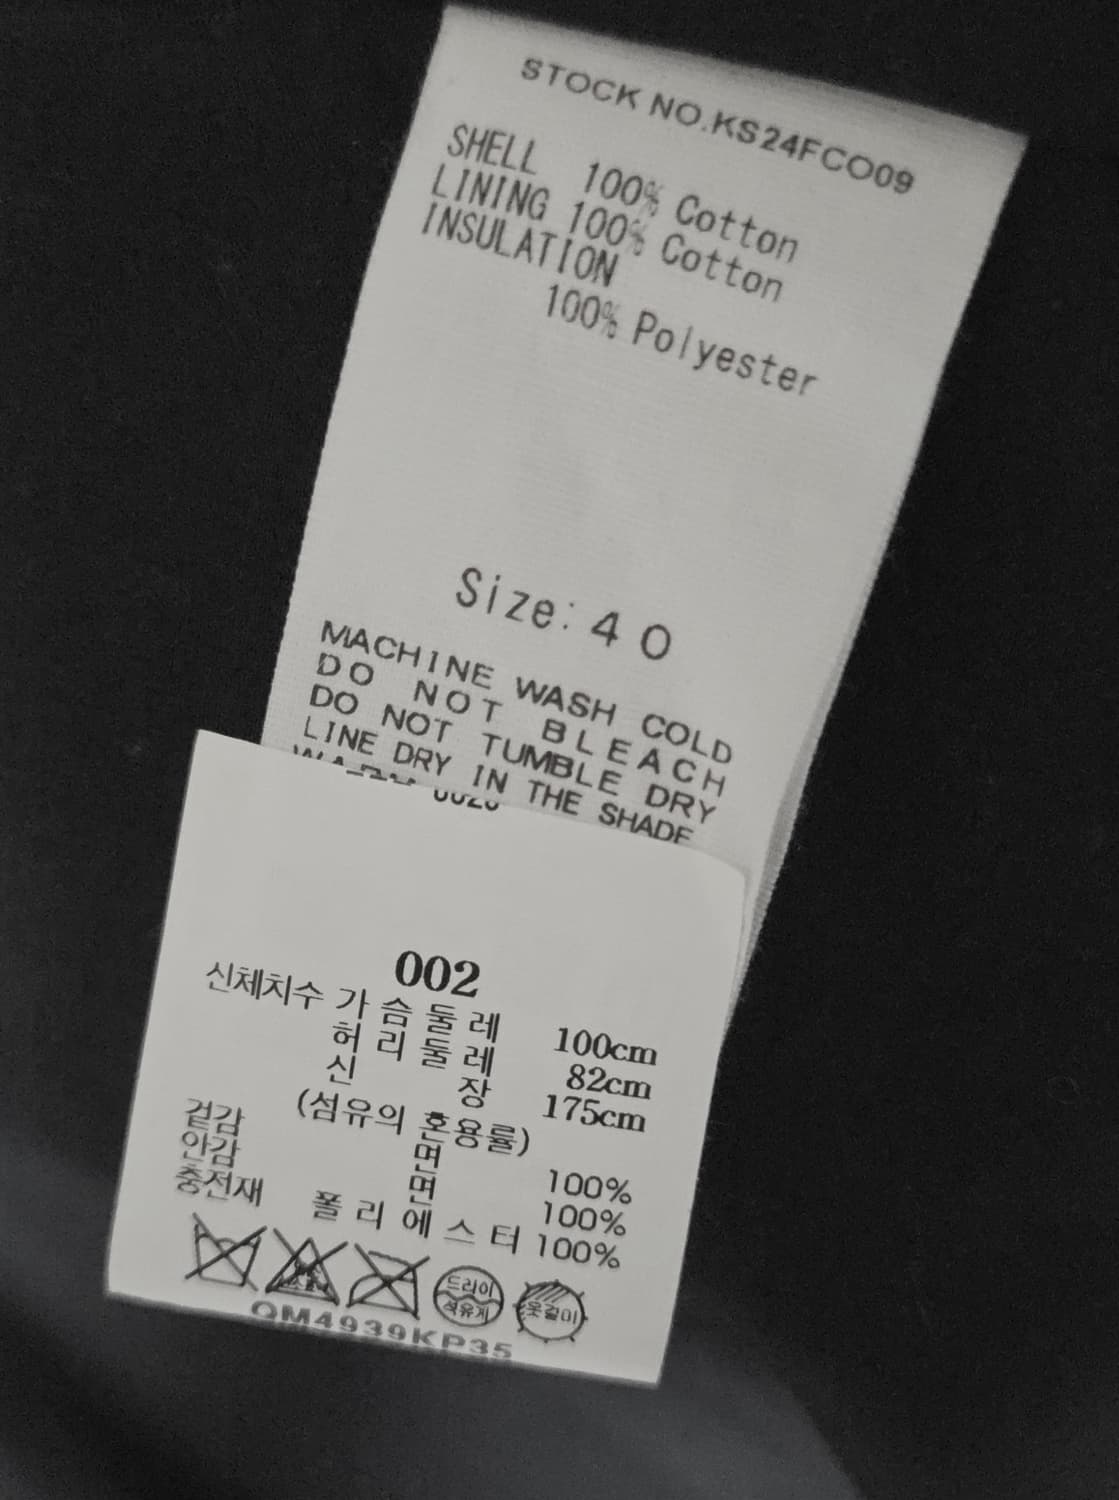 STOCK NO.KS24FCO09
SHELL 100% Cotton
LINING 100% Cotton
INSULATION
100% Polyester
Size: 40
MACHINE WASH COLD
DO NOT BLEACH
DO NOT TUMBLE DRY
LINE DRY IN THE SHADE
002
신체치수 가슴둘레 100cm
허리둘레 82cm
신장 175cm
(섬유의 혼용률)
겉감 면 100%
안감 면 100%
충전재 폴리에스터 100%
드라이
석유계
옷걸이
QM4939KP35